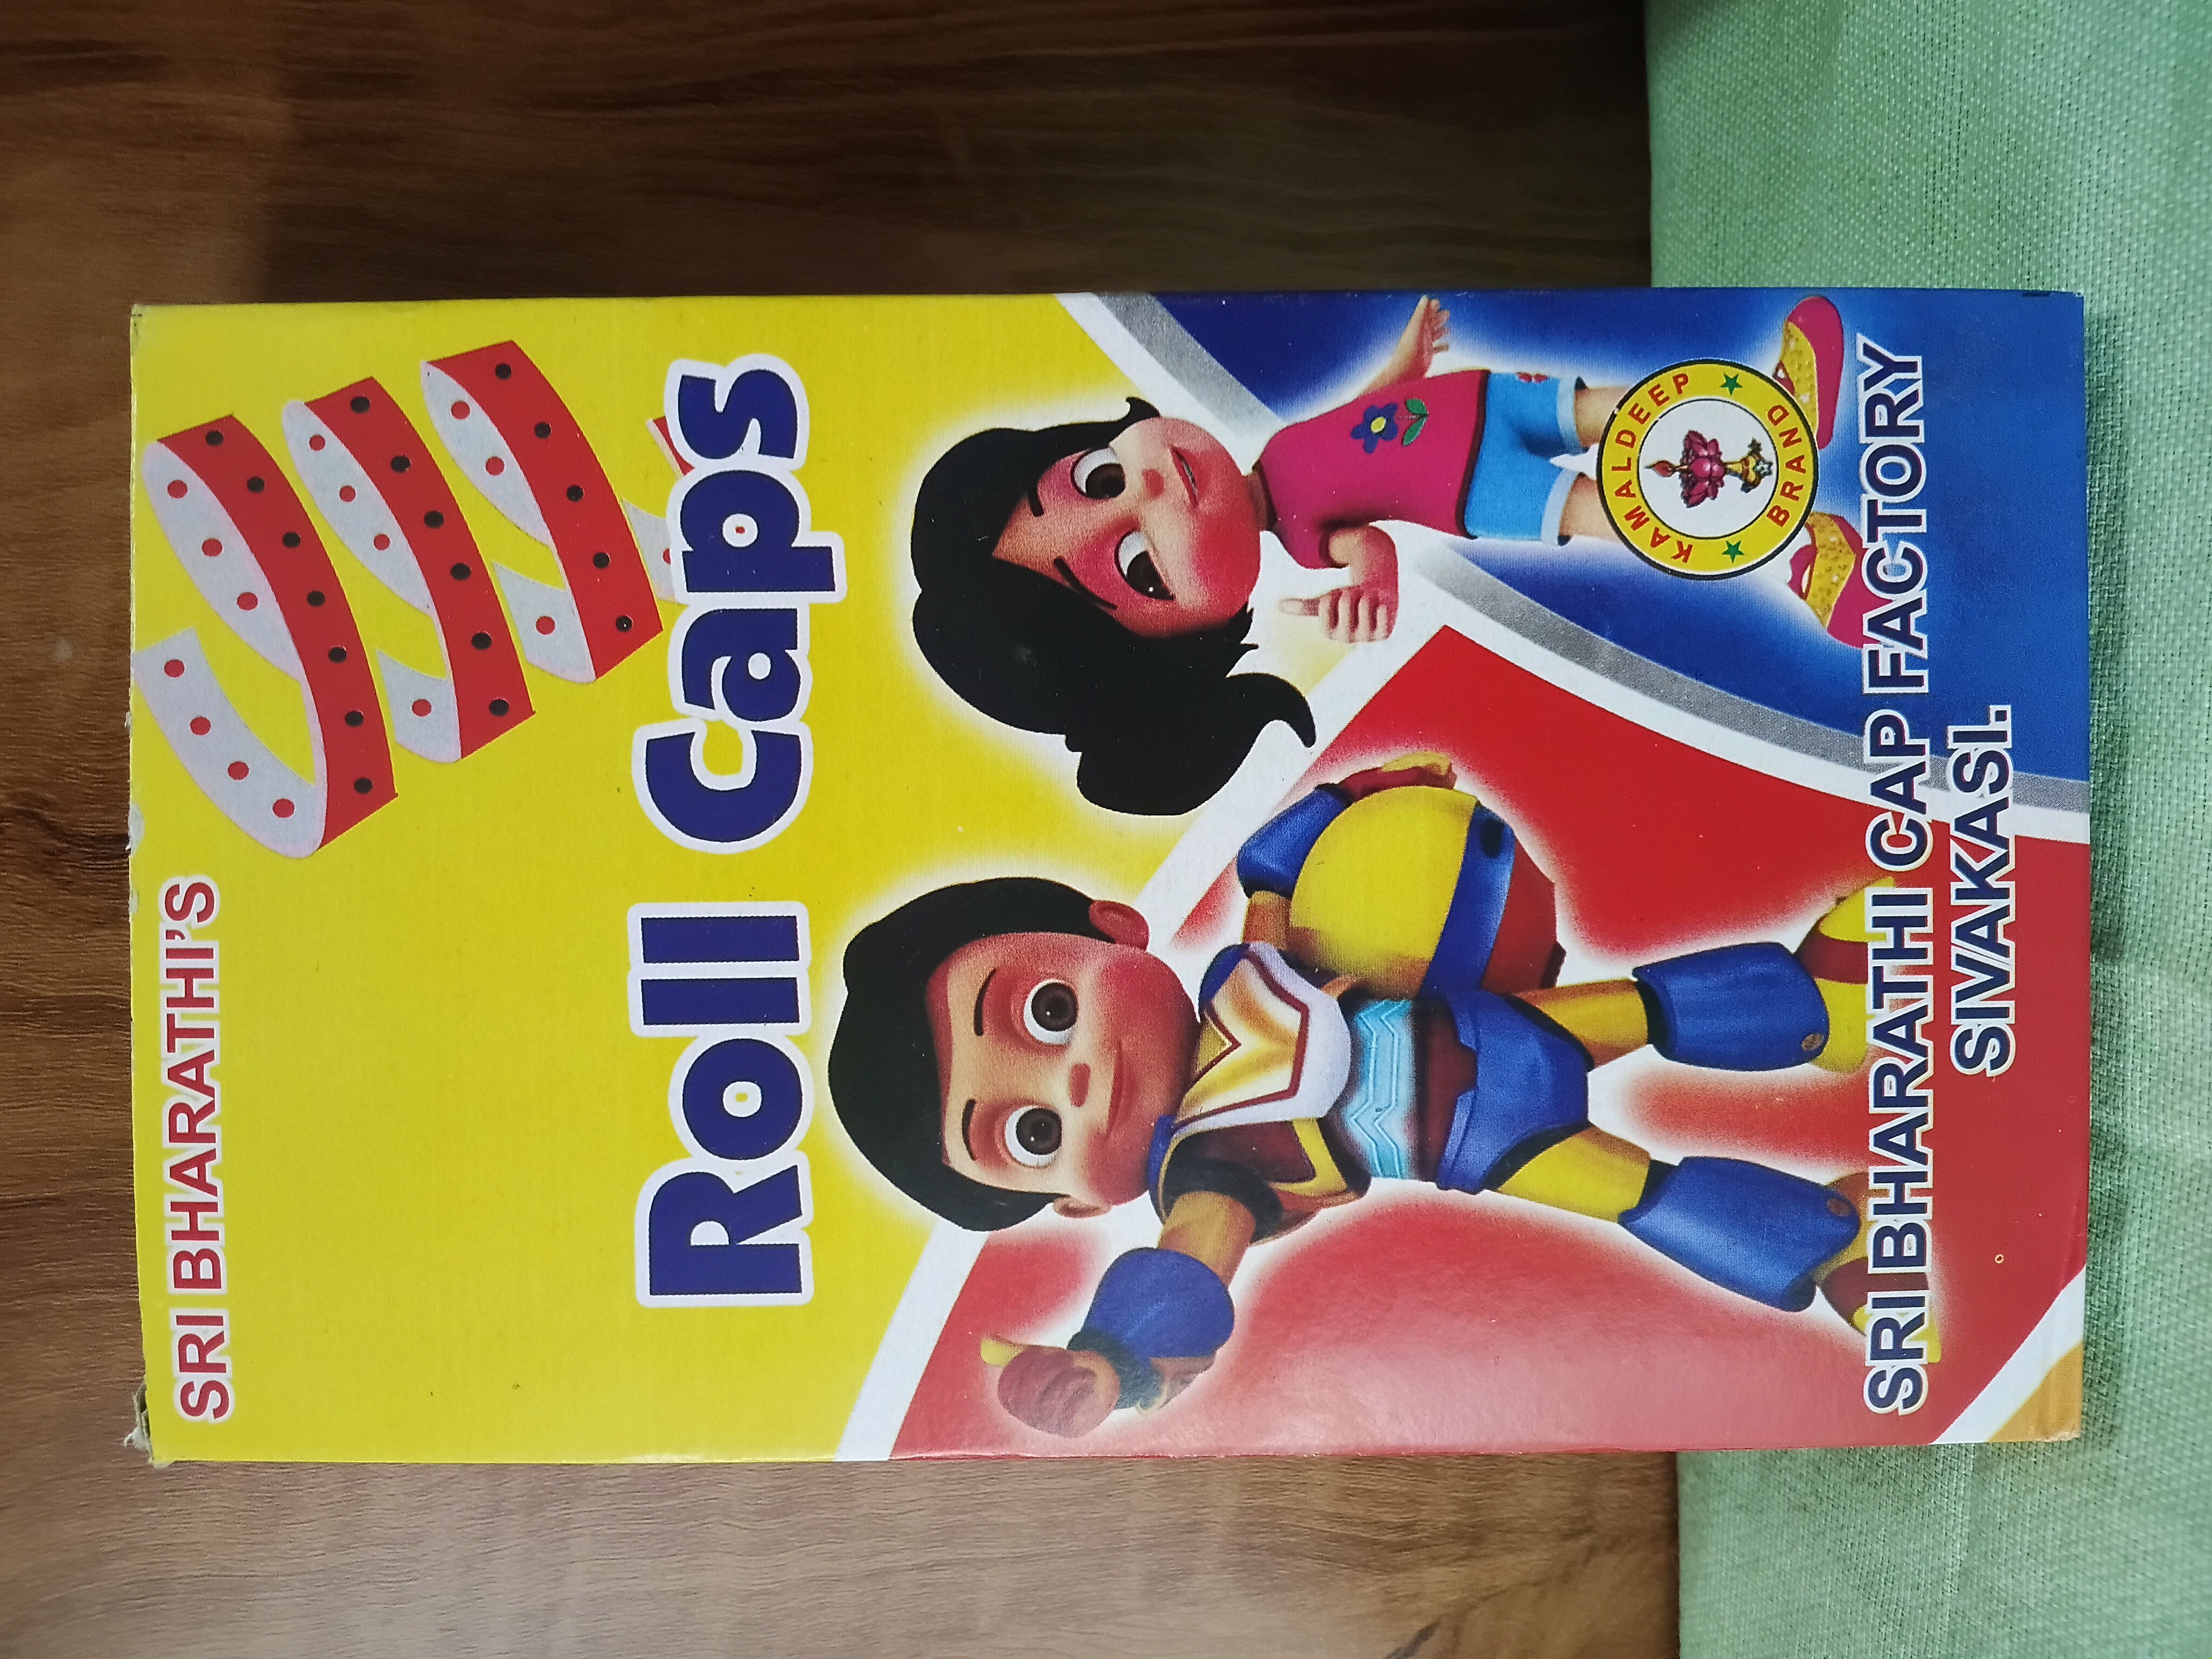 SRI BHARATHI'S
Roll Caps
KAMALDEEP
BRAND
SRI BHARATHI CAP FACTORY
SIVAKASI.